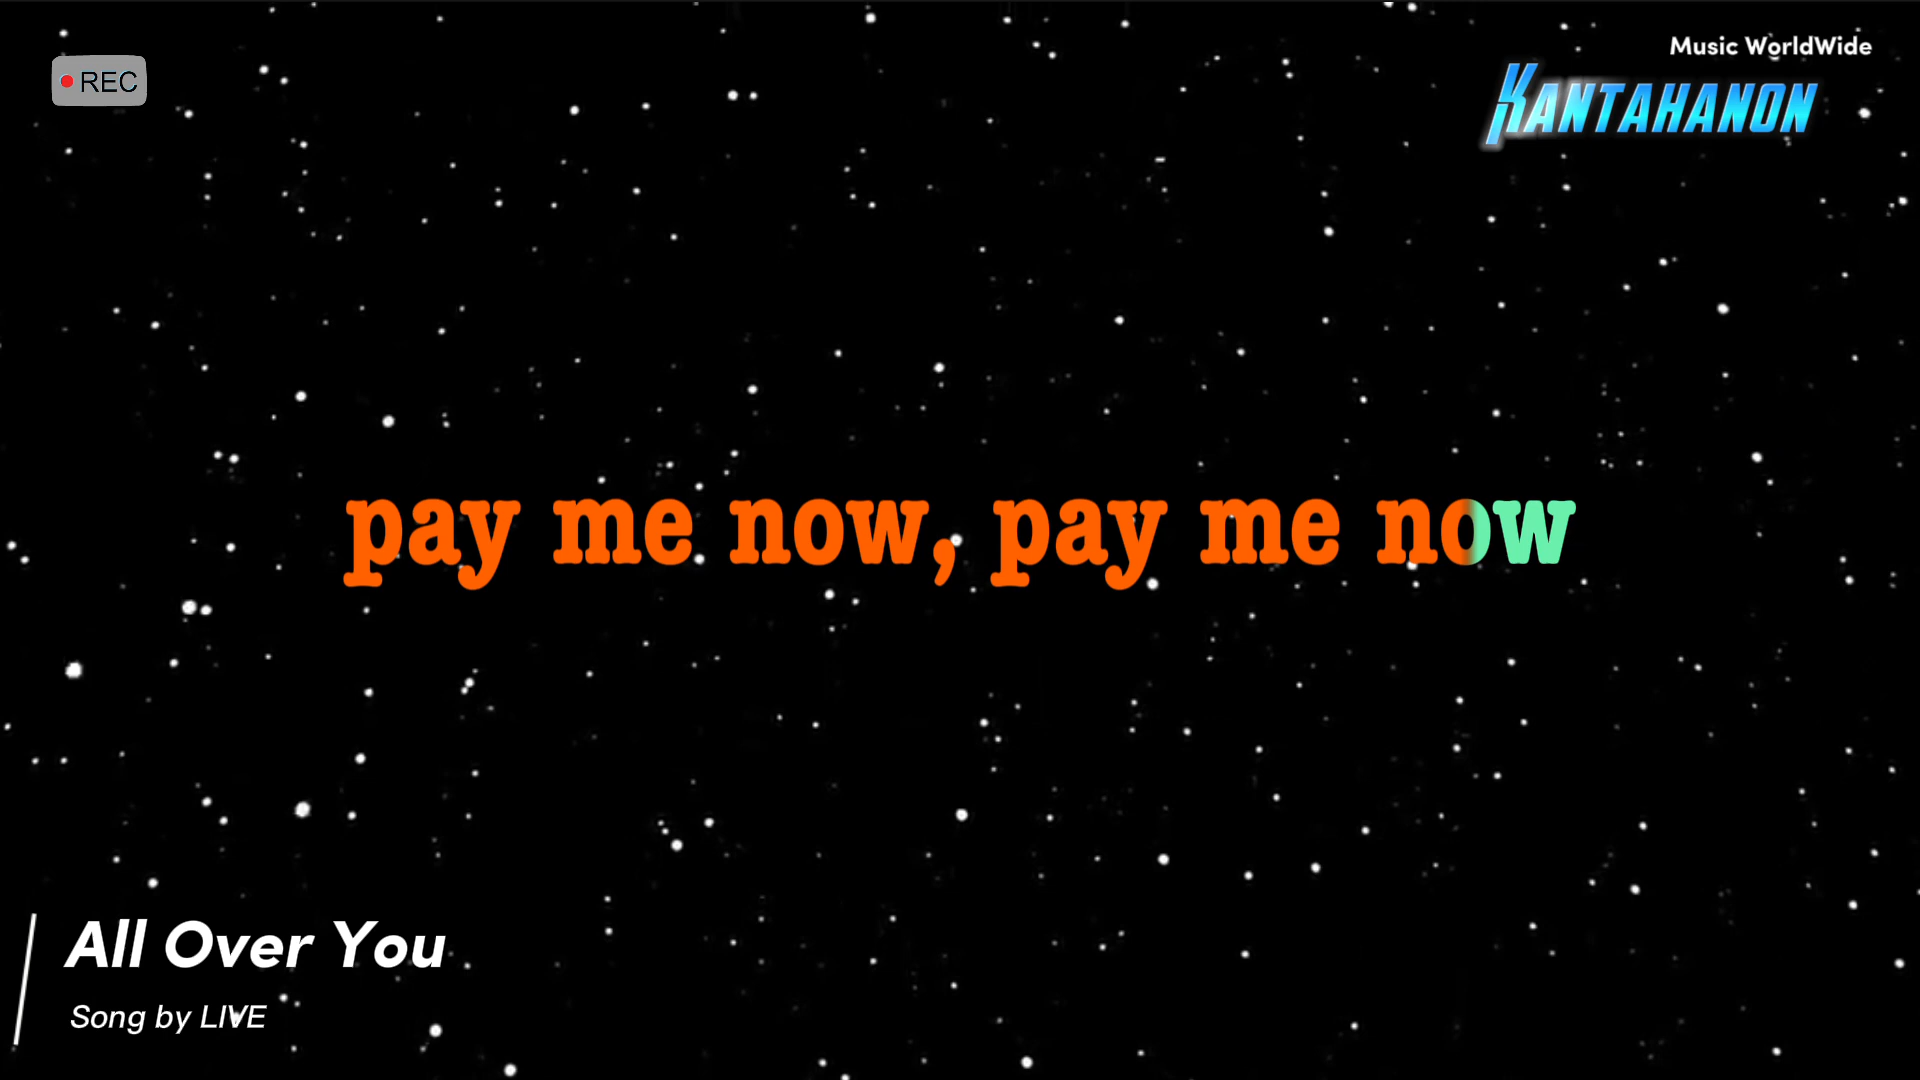 REC
Music WorldWide
KANTAHANON
pay me now, pay me now
All Over You
Song by LIVE